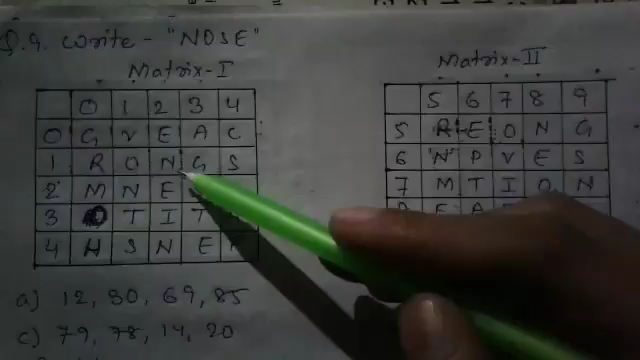 Q.9. Write - "NOSE"
Matrix-I
Matrix-II
0 1 2 3 4
5 6 7 8 9
0 G V E A C
5 R E O N G
1 R O N G S
6 N P V E S
2 M N E
7 M T I O N
3 T I T
4 H S N E
a) 12, 80, 69, 85
c) 79, 78, 14, 20